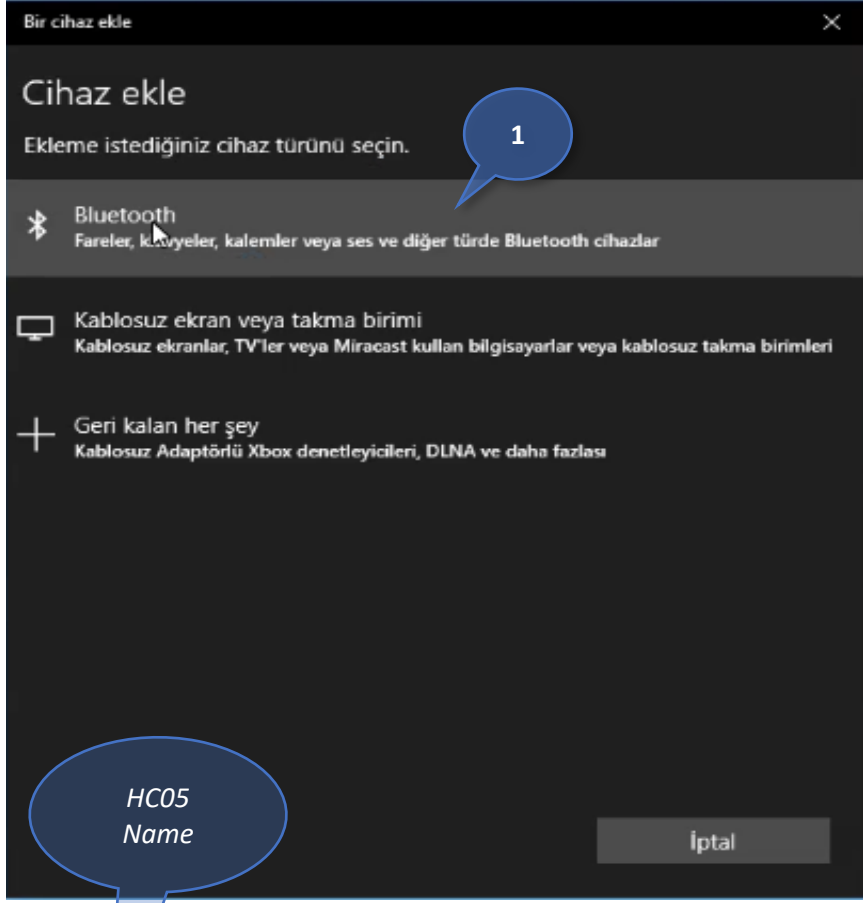 Bir cihaz ekle
Cihaz ekle
Ekleme istediğiniz cihaz türünü seçin.
1
Bluetooth
Fareler, klavyeler, kalemler veya ses ve diğer türde Bluetooth cihazlar
Kablosuz ekran veya takma birimi
Kablosuz ekranlar, TV'ler veya Miracast kullan bilgisayarlar veya kablosuz takma birimleri
Geri kalan her şey
Kablosuz Adaptörlü Xbox denetleyicileri, DLNA ve daha fazlası
HC05
Name
İptal